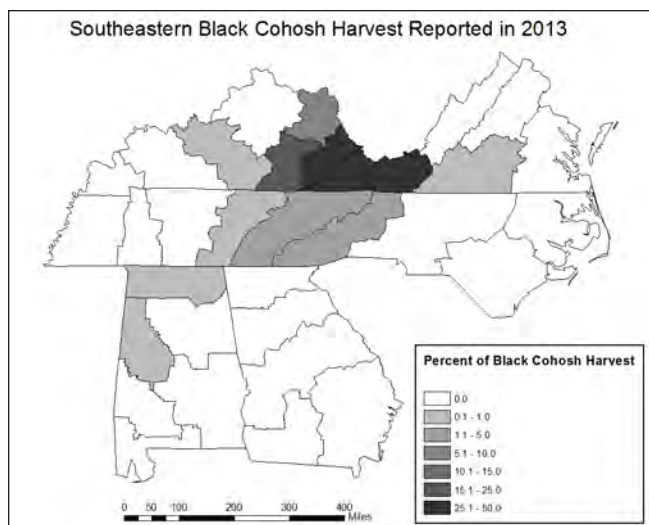 Southeastern Black Cohosh Harvest Reported in 2013
Percent of Black Cohosh Harvest
0.0
0.1 - 1.0
1.1 - 5.0
5.1 - 10.0
10.1 - 15.0
15.1 - 25.0
25.1 - 50.0
0 50 100 200 300 400
Miles